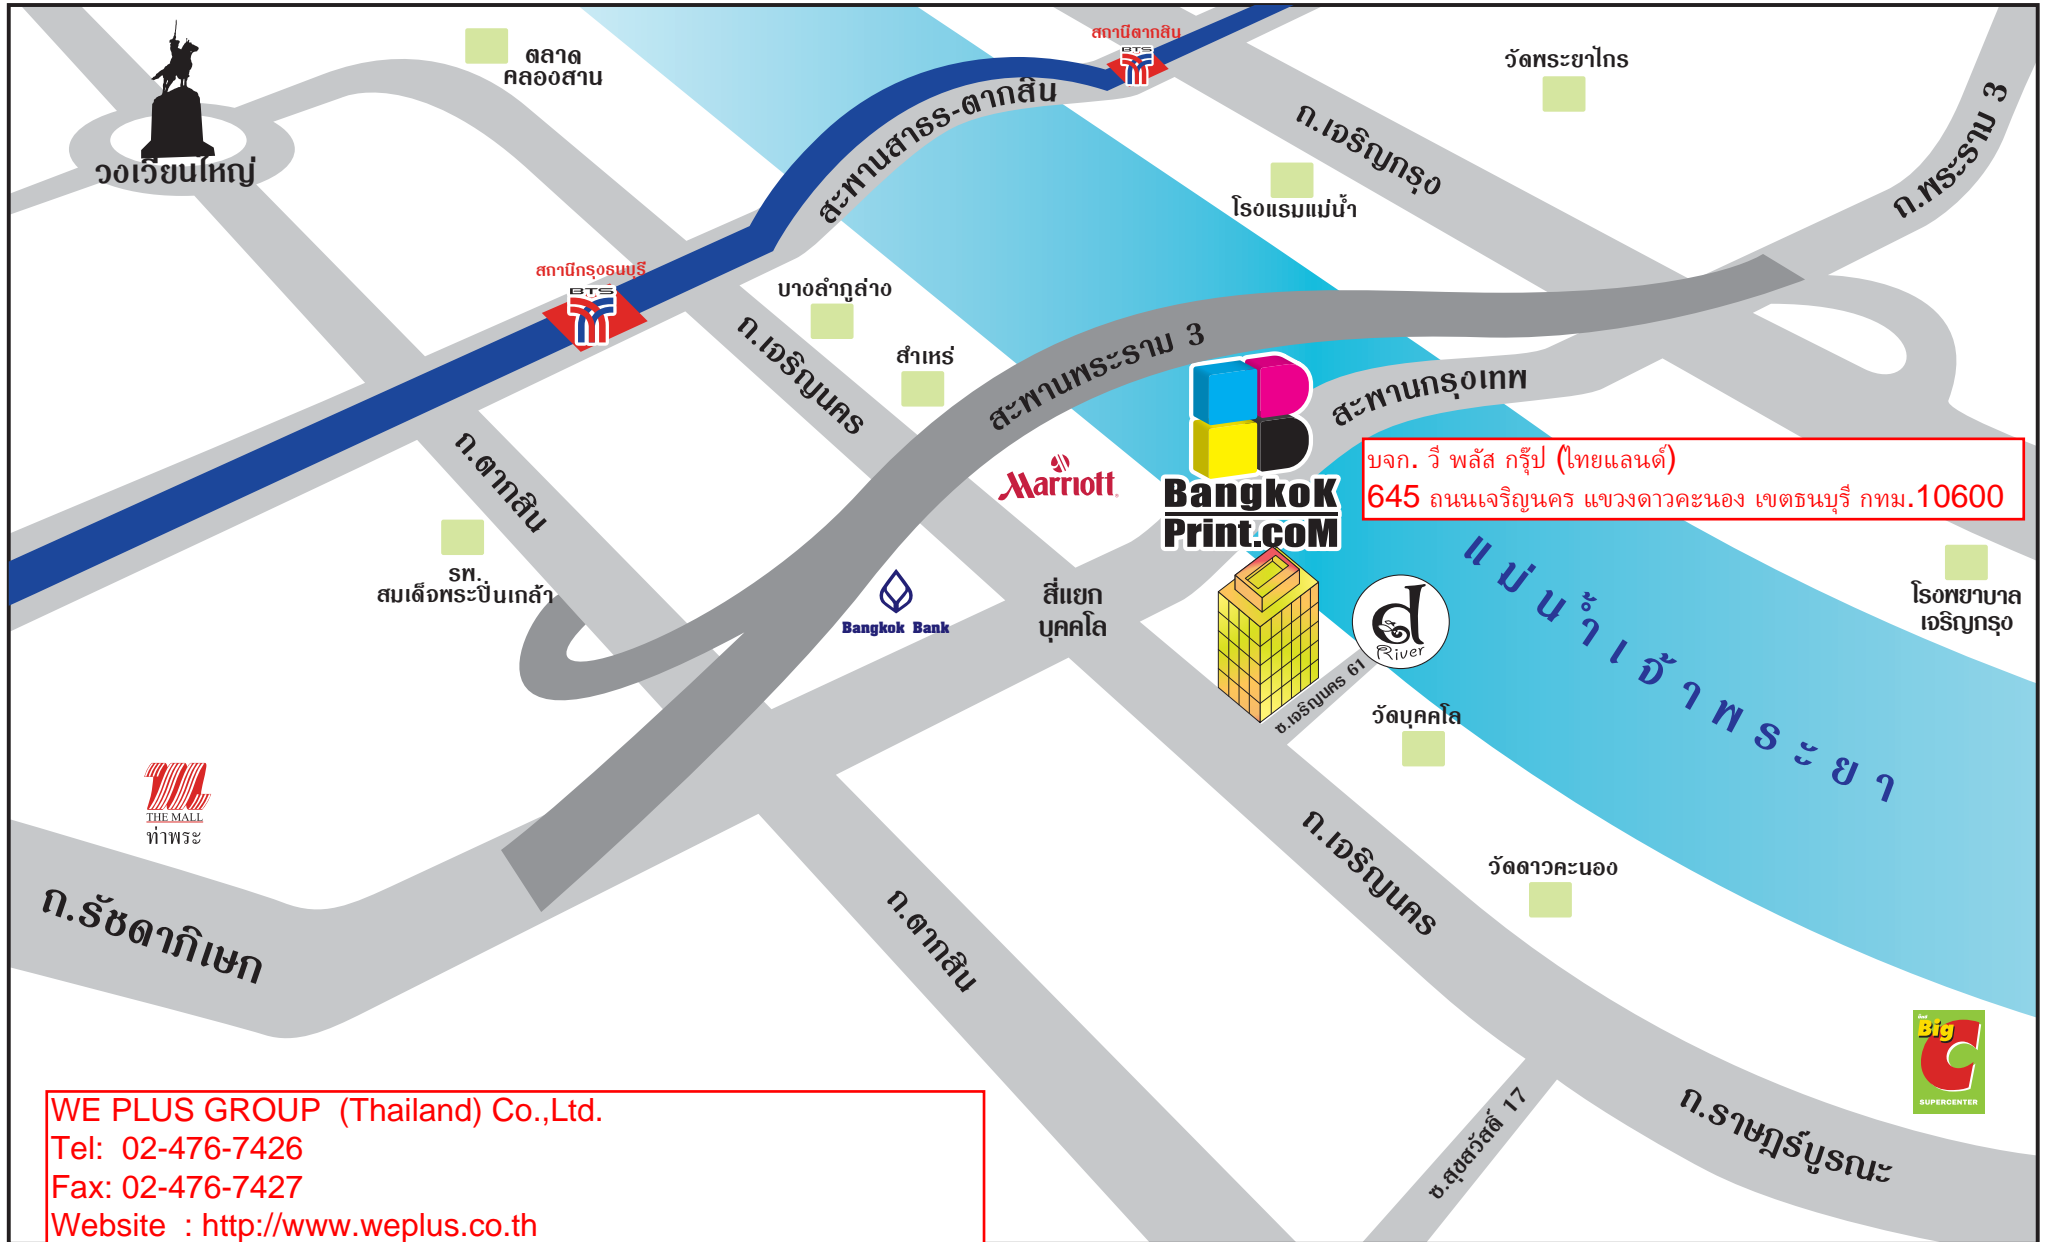 สถานีตากสิน
BTS
ตลาด
คลองสาน
วัดพระยาไกร
ถ.พระราม 3
ถ.เจริญกรุง
สะพานสาธร-ตากสิน
วงเวียนใหญ่
โรงแรมแม่น้ำ
สถานีกรุงธนบุรี
BTS
บางลำภูล่าง
ถ.เจริญนคร
สำเหร่
สะพานพระราม 3
สะพานกรุงเทพ
ถ.ตากสิน
Marriott
BangkoK
Print.coM
บจก. วี พลัส กรุ๊ป (ไทยแลนด์)
645 ถนนเจริญนคร แขวงดาวคะนอง เขตธนบุรี กทม.10600
รพ.
สมเด็จพระปิ่นเกล้า
Bangkok Bank
สี่แยก
บุคคโล
d
River
แม่น้ำเจ้าพระยา
โรงพยาบาล
เจริญกรุง
ซ.เจริญนคร 61
วัดบุคคโล
THE MALL
ท่าพระ
ถ.รัชดาภิเษก
ถ.เจริญนคร
วัดดาวคะนอง
ถ.ตากสิน
Big
C
SUPERCENTER
ซ.สุขสวัสดิ์ 17
ถ.ราษฎร์บูรณะ
WE PLUS GROUP (Thailand) Co.,Ltd.
Tel: 02-476-7426
Fax: 02-476-7427
Website : http://www.weplus.co.th